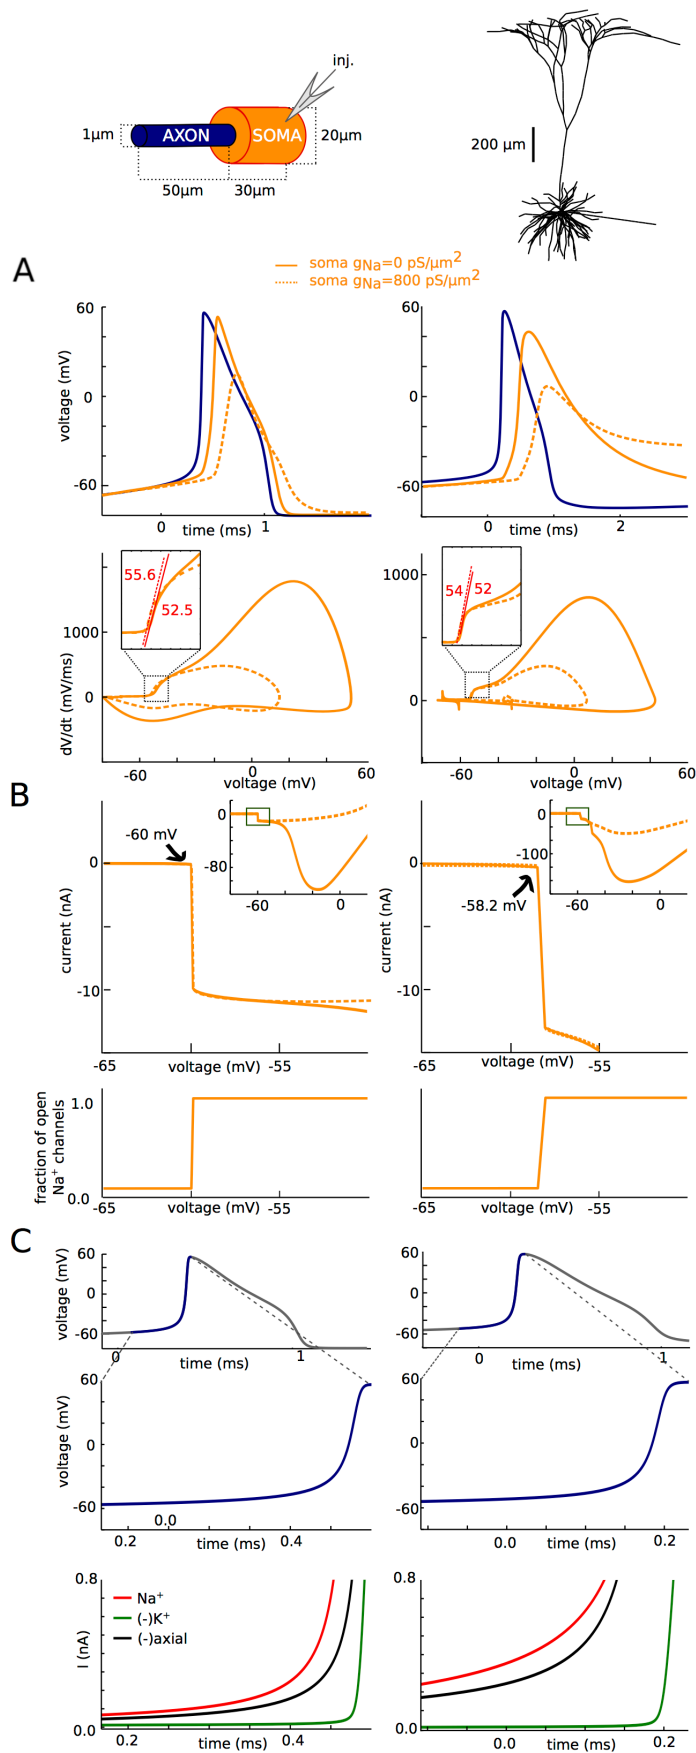 inj.
1µm
AXON
SOMA
20µm
50µm
30µm
200 µm
A
soma gNa=0 pS/µm²
soma gNa=800 pS/µm²
60
0
-60
voltage (mV)
0
time (ms)
1
60
0
-60
0
time (ms)
2
55.6
52.5
1000
0
dV/dt (mV/ms)
-60
0
60
voltage (mV)
54
52
1000
0
-60
0
60
voltage (mV)
B
-60 mV
0
-10
current (nA)
0
-80
-60
0
-65
voltage (mV)
-55
-58.2 mV
0
-10
current (nA)
0
-100
-60
0
-65
voltage (mV)
-55
fraction of open
Na⁺ channels
1.0
0.0
-65
voltage (mV)
-55
-65
voltage (mV)
-55
C
60
0
-60
voltage (mV)
0
time (ms)
1
60
0
-60
0
time (ms)
1
60
0
-60
voltage (mV)
0.0
0.2
time (ms)
0.4
60
0
-60
0.0
time (ms)
0.2
0.8
0.0
I (nA)
Na⁺
(-)K⁺
(-)axial
0.2
time (ms)
0.4
0.8
0.0
0.0
time (ms)
0.2